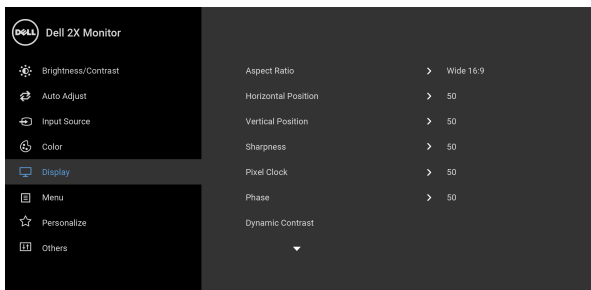 DELL Dell 2X Monitor
Brightness/Contrast
Auto Adjust
Input Source
Color
Display
Menu
Personalize
Others
Aspect Ratio Wide 16:9
Horizontal Position 50
Vertical Position 50
Sharpness 50
Pixel Clock 50
Phase 50
Dynamic Contrast